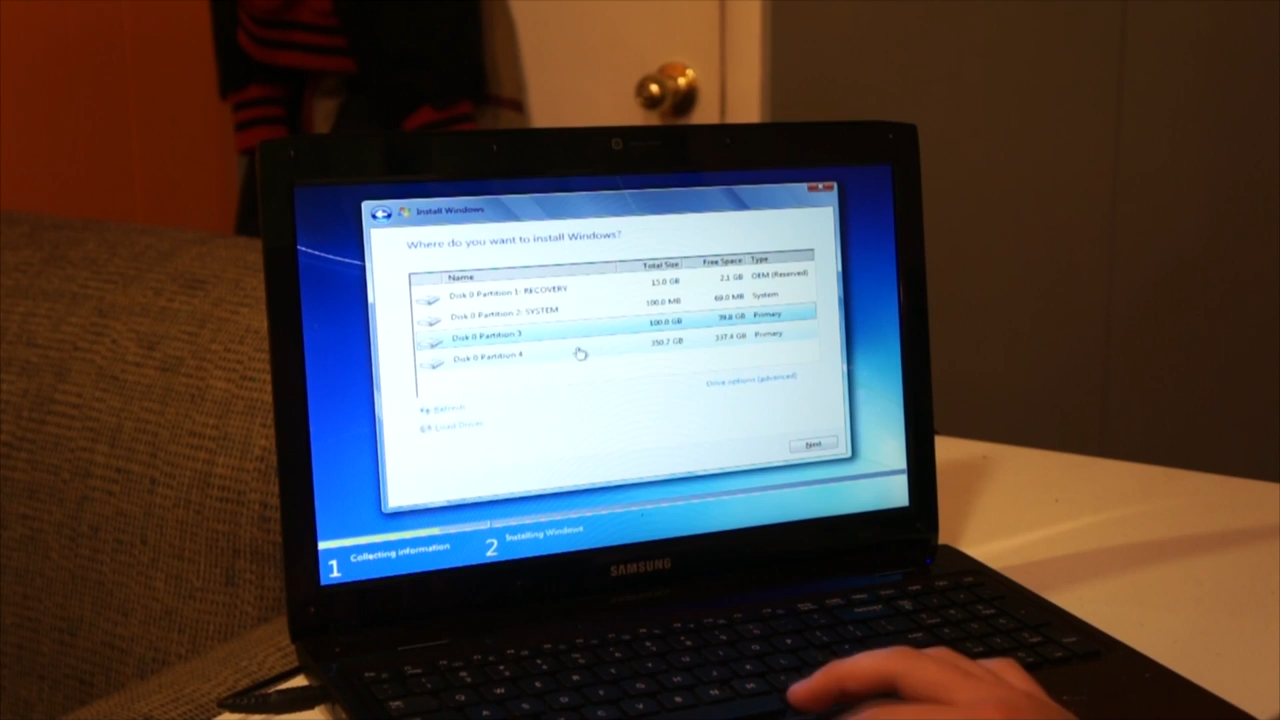 Install Windows
Where do you want to install Windows?
Name Total Size Free Space Type
Disk 0 Partition 1: RECOVERY 15.0 GB 2.1 GB OEM (Reserved)
Disk 0 Partition 2: SYSTEM 100.0 MB 69.0 MB System
Disk 0 Partition 3 100.0 GB 39.8 GB Primary
Disk 0 Partition 4 350.7 GB 337.4 GB Primary
Drive options (advanced)
Refresh
Load Driver
Next
1 Collecting information 2 Installing Windows
SAMSUNG